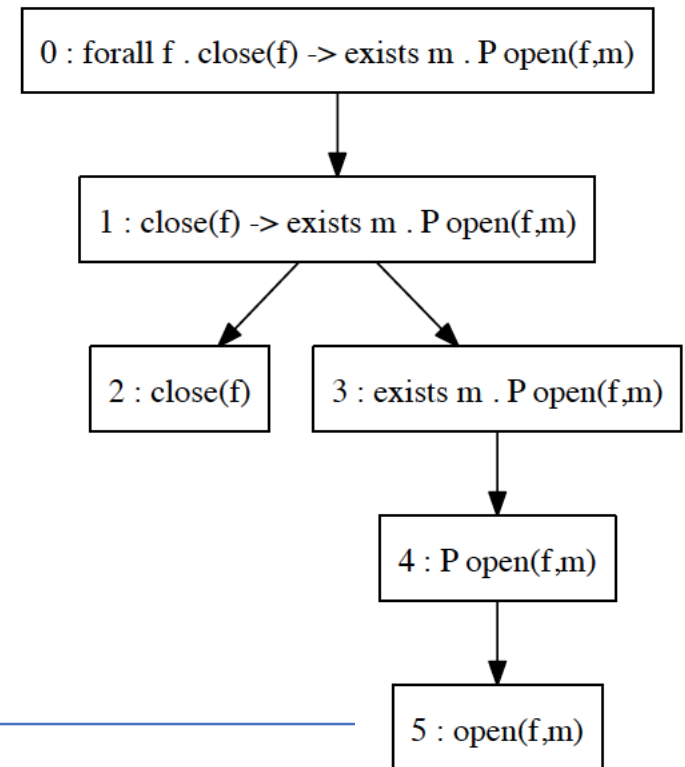 0 : forall f . close(f) -> exists m . P open(f,m)
1 : close(f) -> exists m . P open(f,m)
2 : close(f)
3 : exists m . P open(f,m)
4 : P open(f,m)
5 : open(f,m)